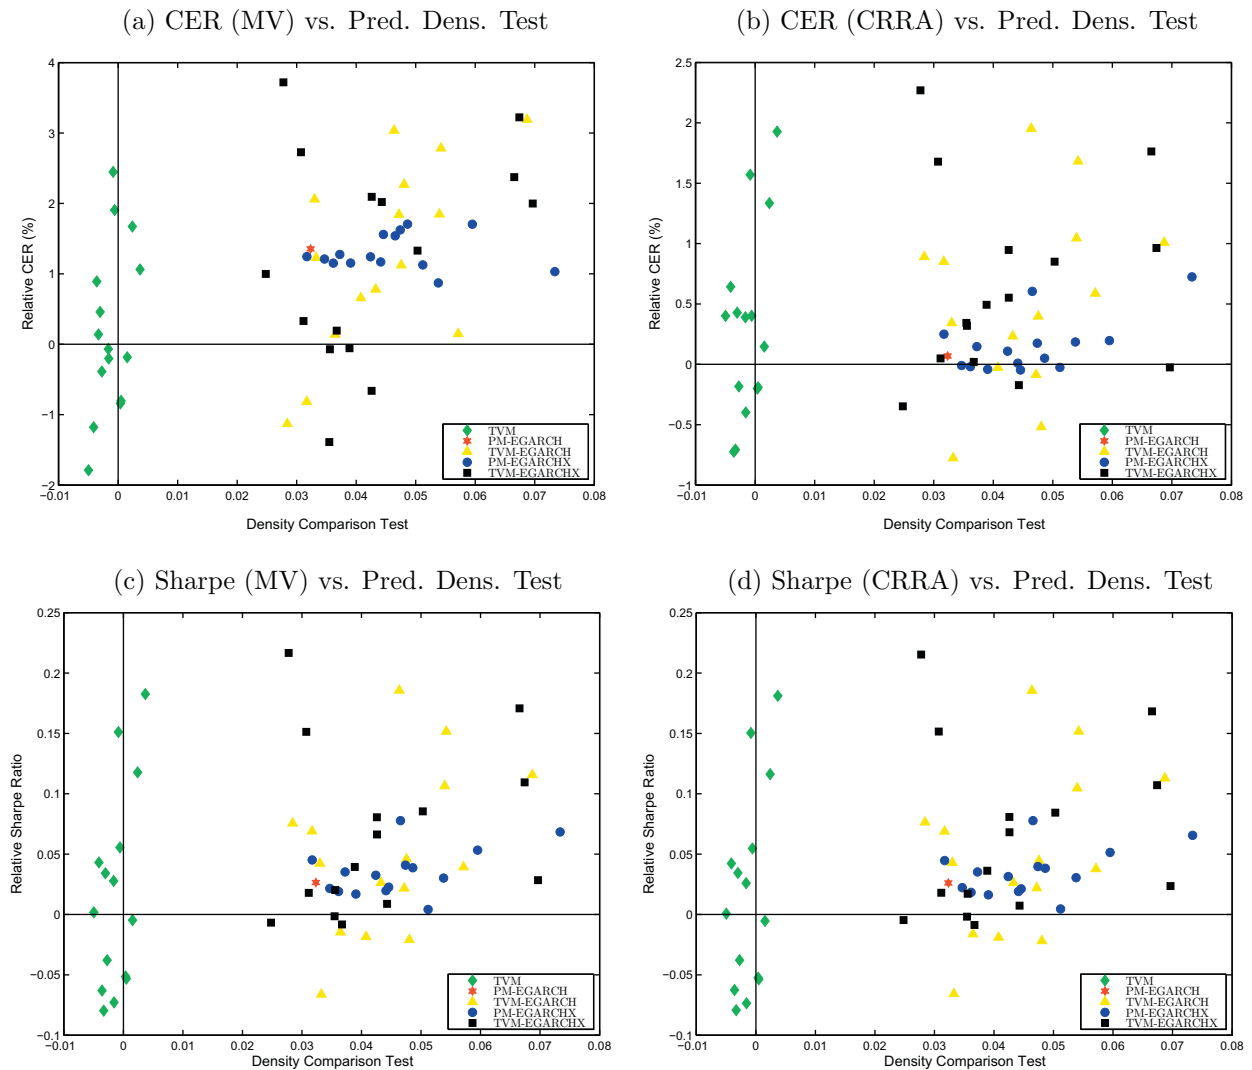 (a) CER (MV) vs. Pred. Dens. Test
4
3
2
1
0
−1
−2
−0.01 0 0.01 0.02 0.03 0.04 0.05 0.06 0.07 0.08
Relative CER (%)
Density Comparison Test
TVM
PM-EGARCH
TVM-EGARCH
PM-EGARCHX
TVM-EGARCHX
(b) CER (CRRA) vs. Pred. Dens. Test
2.5
2
1.5
1
0.5
0
−0.5
−1
−0.01 0 0.01 0.02 0.03 0.04 0.05 0.06 0.07 0.08
Relative CER (%)
Density Comparison Test
TVM
PM-EGARCH
TVM-EGARCH
PM-EGARCHX
TVM-EGARCHX
(c) Sharpe (MV) vs. Pred. Dens. Test
0.25
0.2
0.15
0.1
0.05
0
−0.05
−0.1
−0.01 0 0.01 0.02 0.03 0.04 0.05 0.06 0.07 0.08
Relative Sharpe Ratio
Density Comparison Test
TVM
PM-EGARCH
TVM-EGARCH
PM-EGARCHX
TVM-EGARCHX
(d) Sharpe (CRRA) vs. Pred. Dens. Test
0.25
0.2
0.15
0.1
0.05
0
−0.05
−0.1
−0.01 0 0.01 0.02 0.03 0.04 0.05 0.06 0.07 0.08
Relative Sharpe Ratio
Density Comparison Test
TVM
PM-EGARCH
TVM-EGARCH
PM-EGARCHX
TVM-EGARCHX